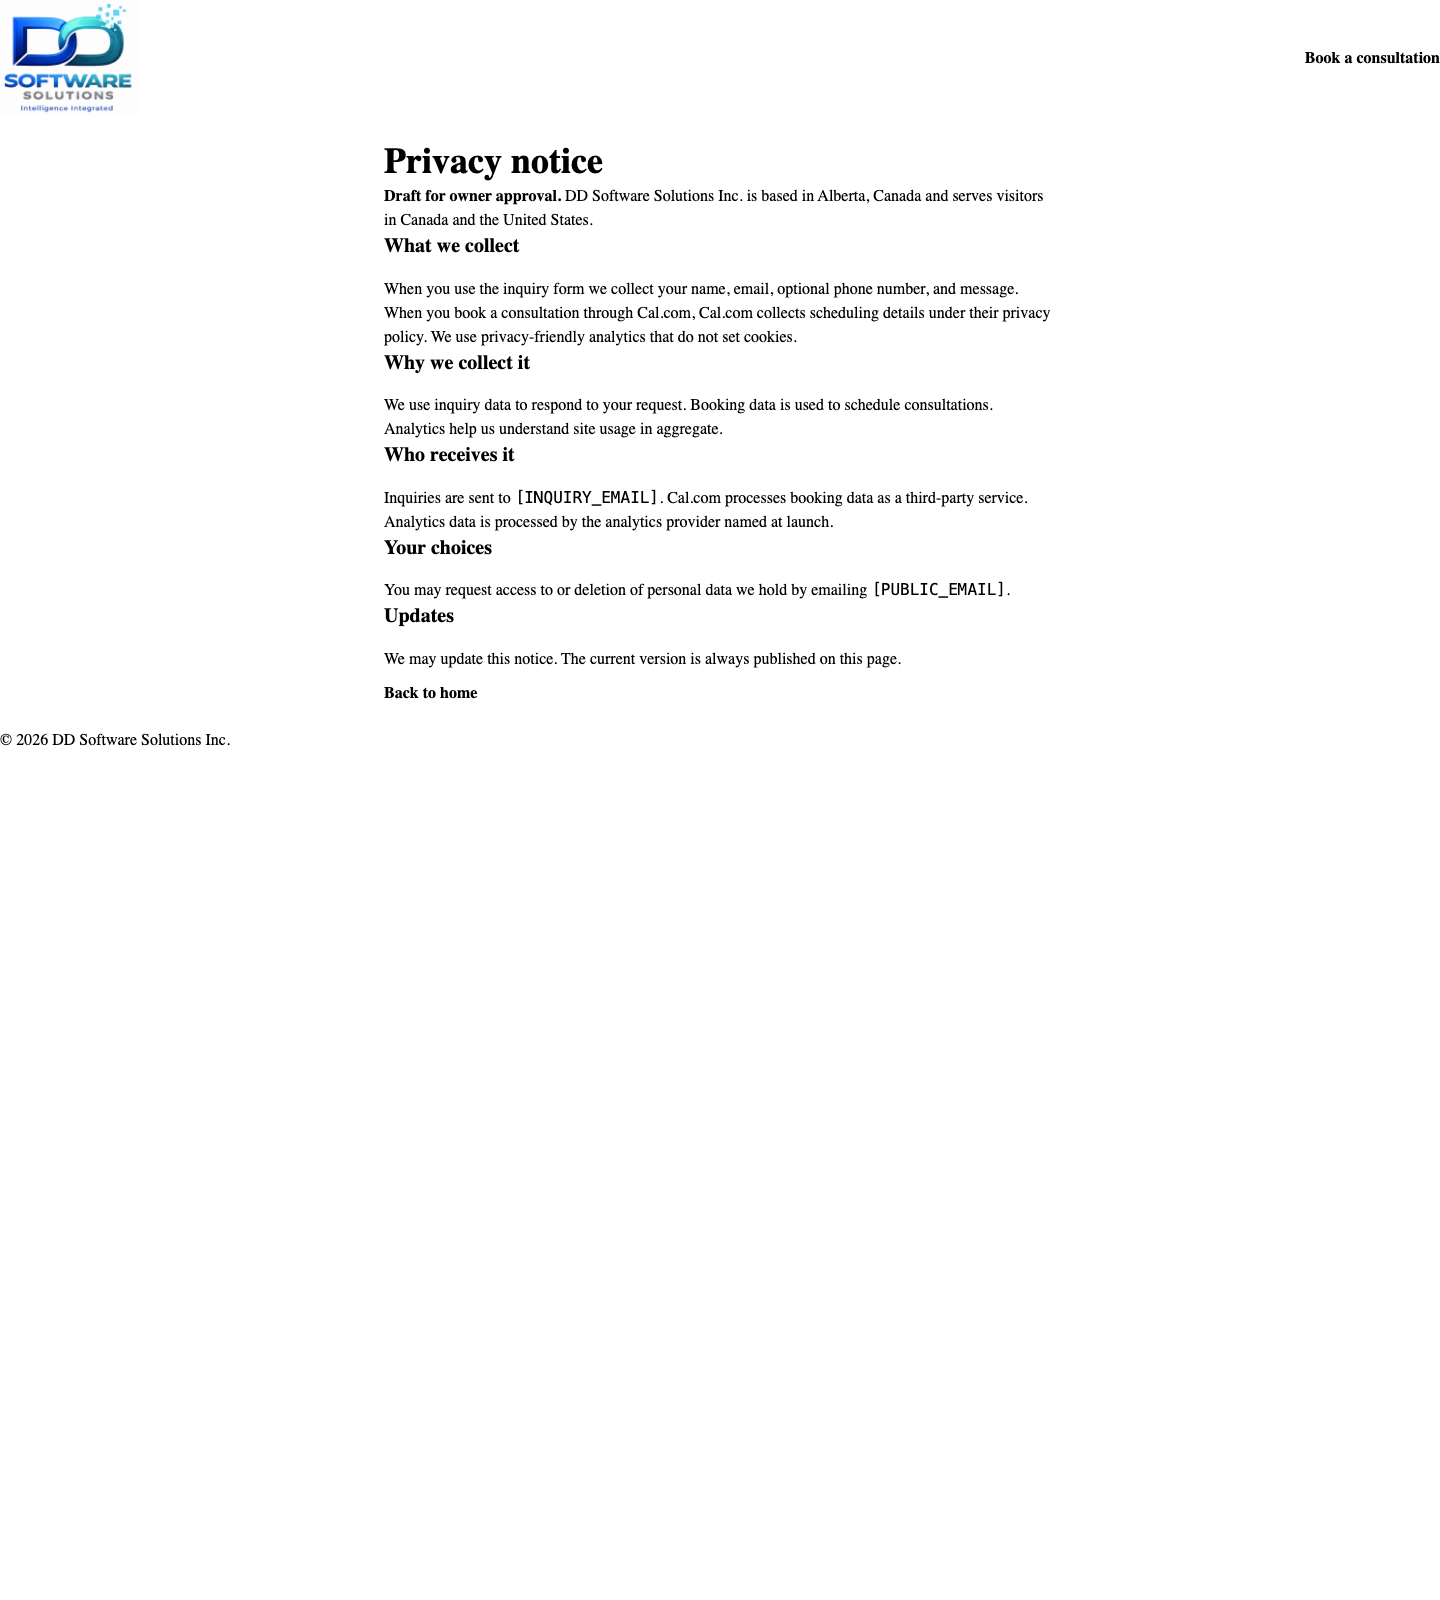 DD
SOFTWARE
SOLUTIONS
Intelligence Integrated
Book a consultation
Privacy notice
Draft for owner approval. DD Software Solutions Inc. is based in Alberta, Canada and serves visitors
in Canada and the United States.
What we collect
When you use the inquiry form we collect your name, email, optional phone number, and message.
When you book a consultation through Cal.com, Cal.com collects scheduling details under their privacy
policy. We use privacy-friendly analytics that do not set cookies.
Why we collect it
We use inquiry data to respond to your request. Booking data is used to schedule consultations.
Analytics help us understand site usage in aggregate.
Who receives it
Inquiries are sent to [INQUIRY_EMAIL]. Cal.com processes booking data as a third-party service.
Analytics data is processed by the analytics provider named at launch.
Your choices
You may request access to or deletion of personal data we hold by emailing [PUBLIC_EMAIL].
Updates
We may update this notice. The current version is always published on this page.
Back to home
© 2026 DD Software Solutions Inc.